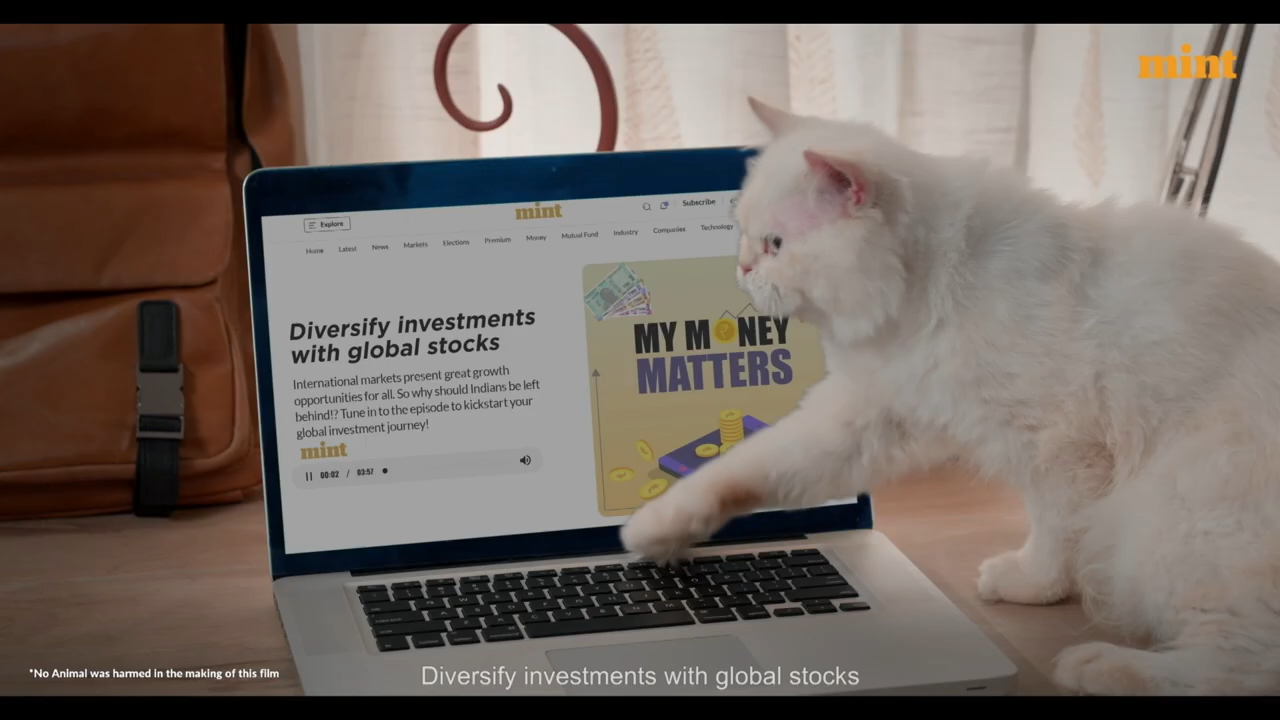 mint
Explore
mint
Subscribe
Home Latest News Markets Elections Premium Money Mutual Fund Industry Companies Technology
Diversify investments
with global stocks
International markets present great growth
opportunities for all. So why should Indians be left
behind!? Tune in to the episode to kickstart your
global investment journey!
mint
00:02 / 03:57
MY MONEY
MATTERS
*No Animal was harmed in the making of this film
Diversify investments with global stocks